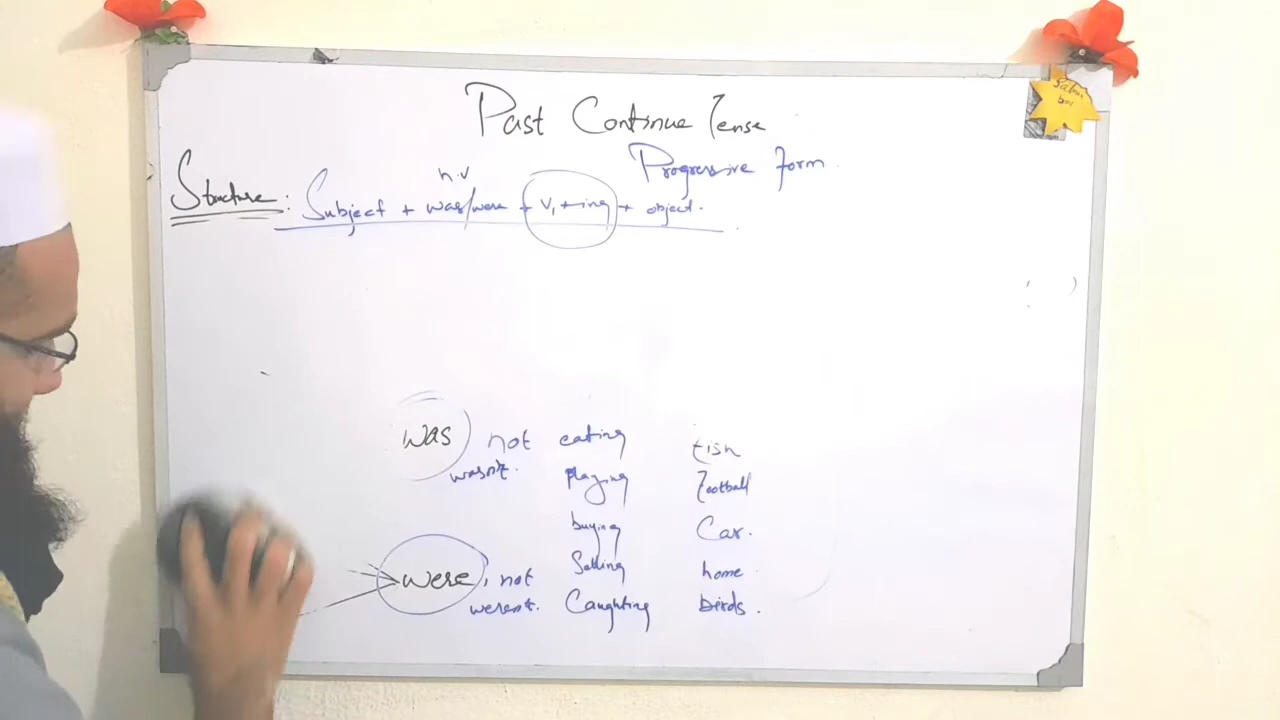 Past Continue Tense
Progressive Form
h.v
Structure: Subject + was/were + V₁ + ing + object.
was not eating fish
wasn't. playing Football
buying Car.
Selling home
were, not
weren't. Caughting birds.